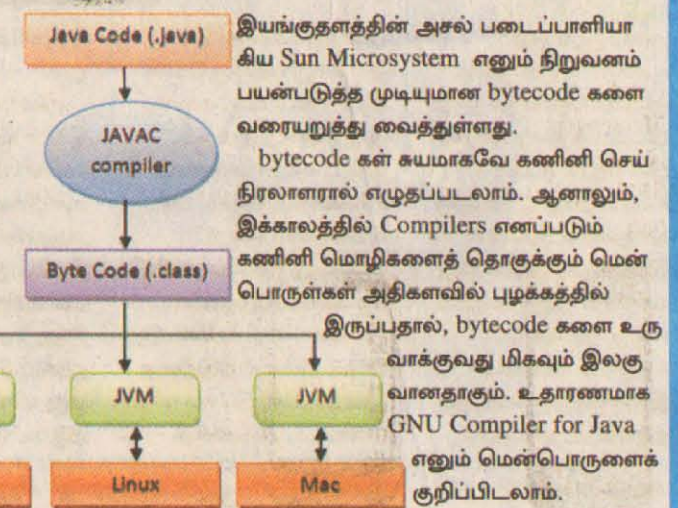 Java Code (.java)
JAVAC
compiler
Byte Code (.class)
JVM
JVM
Linux
Mac
இயங்குதளத்தின் அசல் படைப்பாளியா
கிய Sun Microsystem எனும் நிறுவனம்
பயன்படுத்த முடியுமான bytecode களை
வரையறுத்து வைத்துள்ளது.
bytecode கள் சுயமாகவே கணினி செய்
நிரலாளரால் எழுதப்படலாம். ஆனாலும்,
இக்காலத்தில் Compilers எனப்படும்
கணினி மொழிகளைத் தொகுக்கும் மென்
பொருள்கள் அதிகளவில் புழக்கத்தில்
இருப்பதால், bytecode களை உரு
வாக்குவது மிகவும் இலகு
வானதாகும். உதாரணமாக
GNU Compiler for Java
எனும் மென்பொருளைக்
குறிப்பிடலாம்.